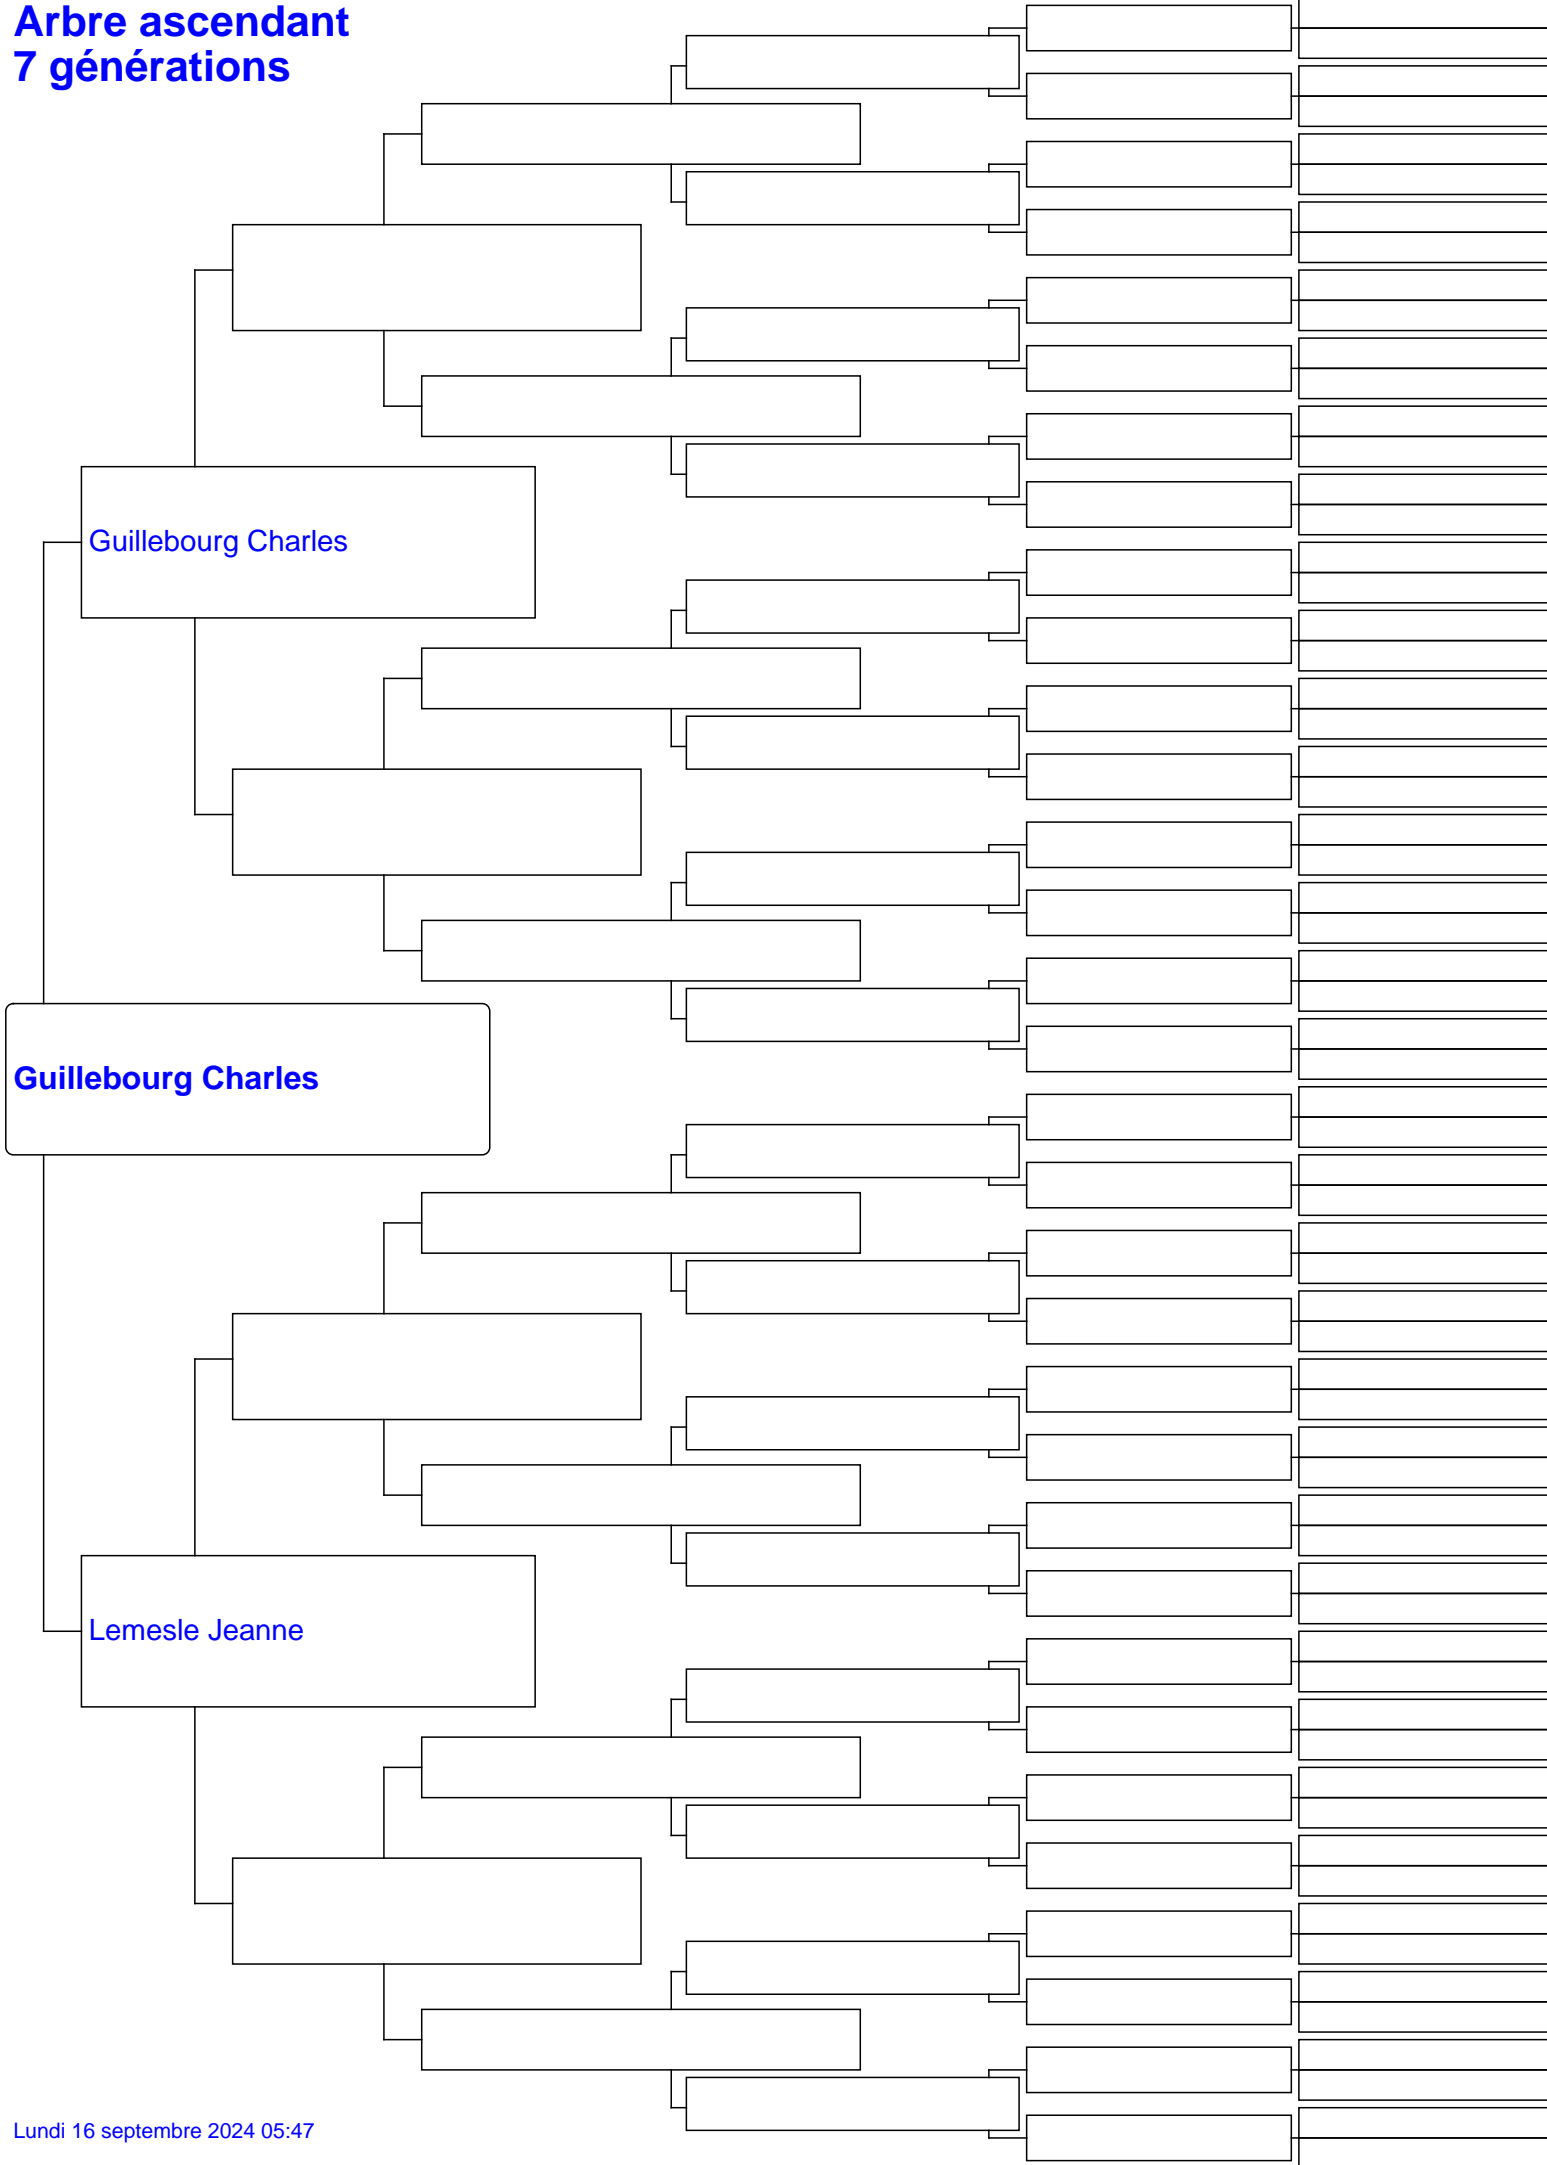 Arbre ascendant
7 générations
Guillebourg Charles
Guillebourg Charles
Lemesle Jeanne
Lundi 16 septembre 2024 05:47